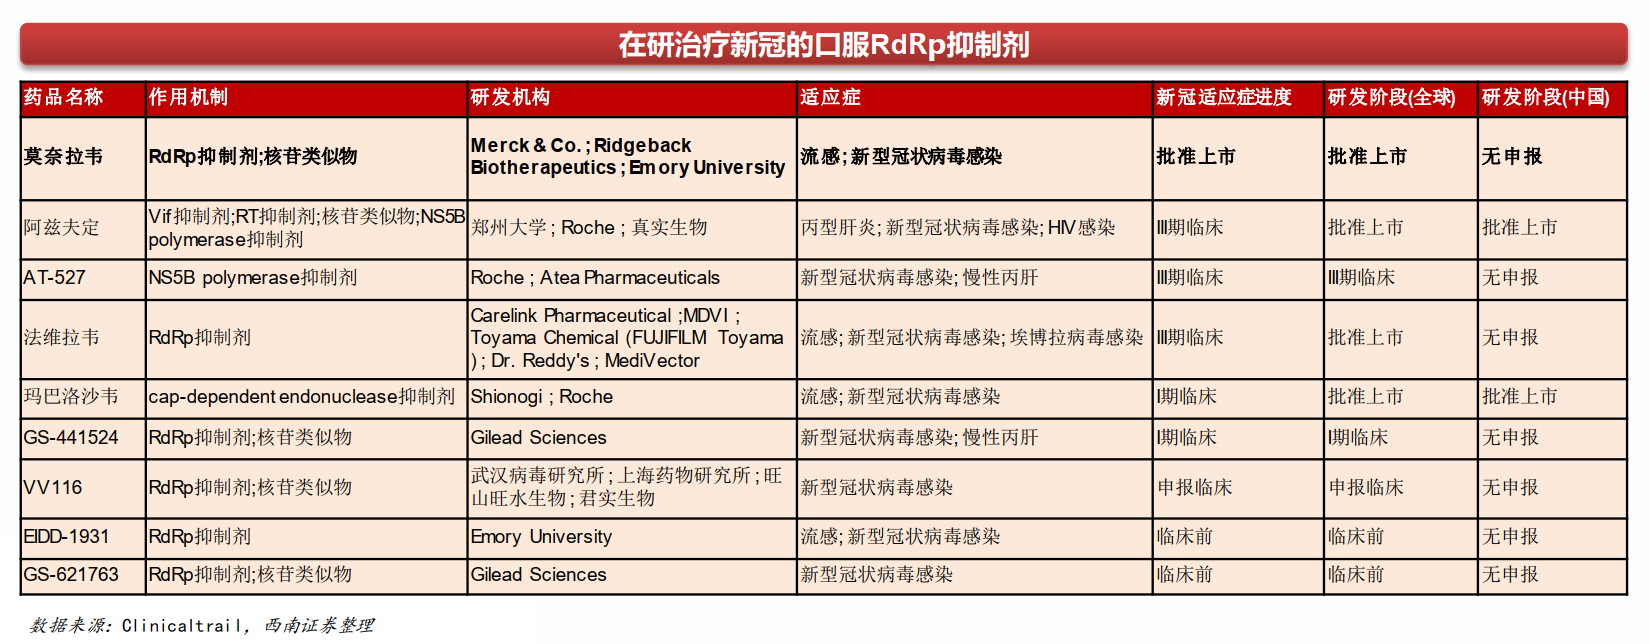 在研治疗新冠的口服RdRp抑制剂
药品名称 作用机制 研发机构 适应症 新冠适应症进度 研发阶段(全球) 研发阶段(中国)
莫奈拉韦 RdRp抑制剂;核苷类似物 Merck & Co. ; Ridgeback Biotherapeutics ; Emory University 流感; 新型冠状病毒感染 批准上市 批准上市 无申报
阿兹夫定 Vif抑制剂;RT抑制剂;核苷类似物;NS5B polymerase抑制剂 郑州大学 ; Roche ; 真实生物 丙型肝炎; 新型冠状病毒感染; HIV感染 III期临床 批准上市 批准上市
AT-527 NS5B polymerase抑制剂 Roche ; Atea Pharmaceuticals 新型冠状病毒感染; 慢性丙肝 III期临床 III期临床 无申报
法维拉韦 RdRp抑制剂 Carelink Pharmaceutical ;MDVI ; Toyama Chemical (FUJIFILM Toyama ) ; Dr. Reddy's ; MediVector 流感; 新型冠状病毒感染; 埃博拉病毒感染 III期临床 批准上市 无申报
玛巴洛沙韦 cap-dependent endonuclease抑制剂 Shionogi ; Roche 流感; 新型冠状病毒感染 I期临床 批准上市 批准上市
GS-441524 RdRp抑制剂;核苷类似物 Gilead Sciences 新型冠状病毒感染; 慢性丙肝 I期临床 I期临床 无申报
VV116 RdRp抑制剂;核苷类似物 武汉病毒研究所 ; 上海药物研究所 ; 旺山旺水生物 ; 君实生物 新型冠状病毒感染 申报临床 申报临床 无申报
EIDD-1931 RdRp抑制剂 Emory University 流感; 新型冠状病毒感染 临床前 临床前 无申报
GS-621763 RdRp抑制剂;核苷类似物 Gilead Sciences 新型冠状病毒感染 临床前 临床前 无申报
数据来源: Clinicaltrail, 西南证券整理